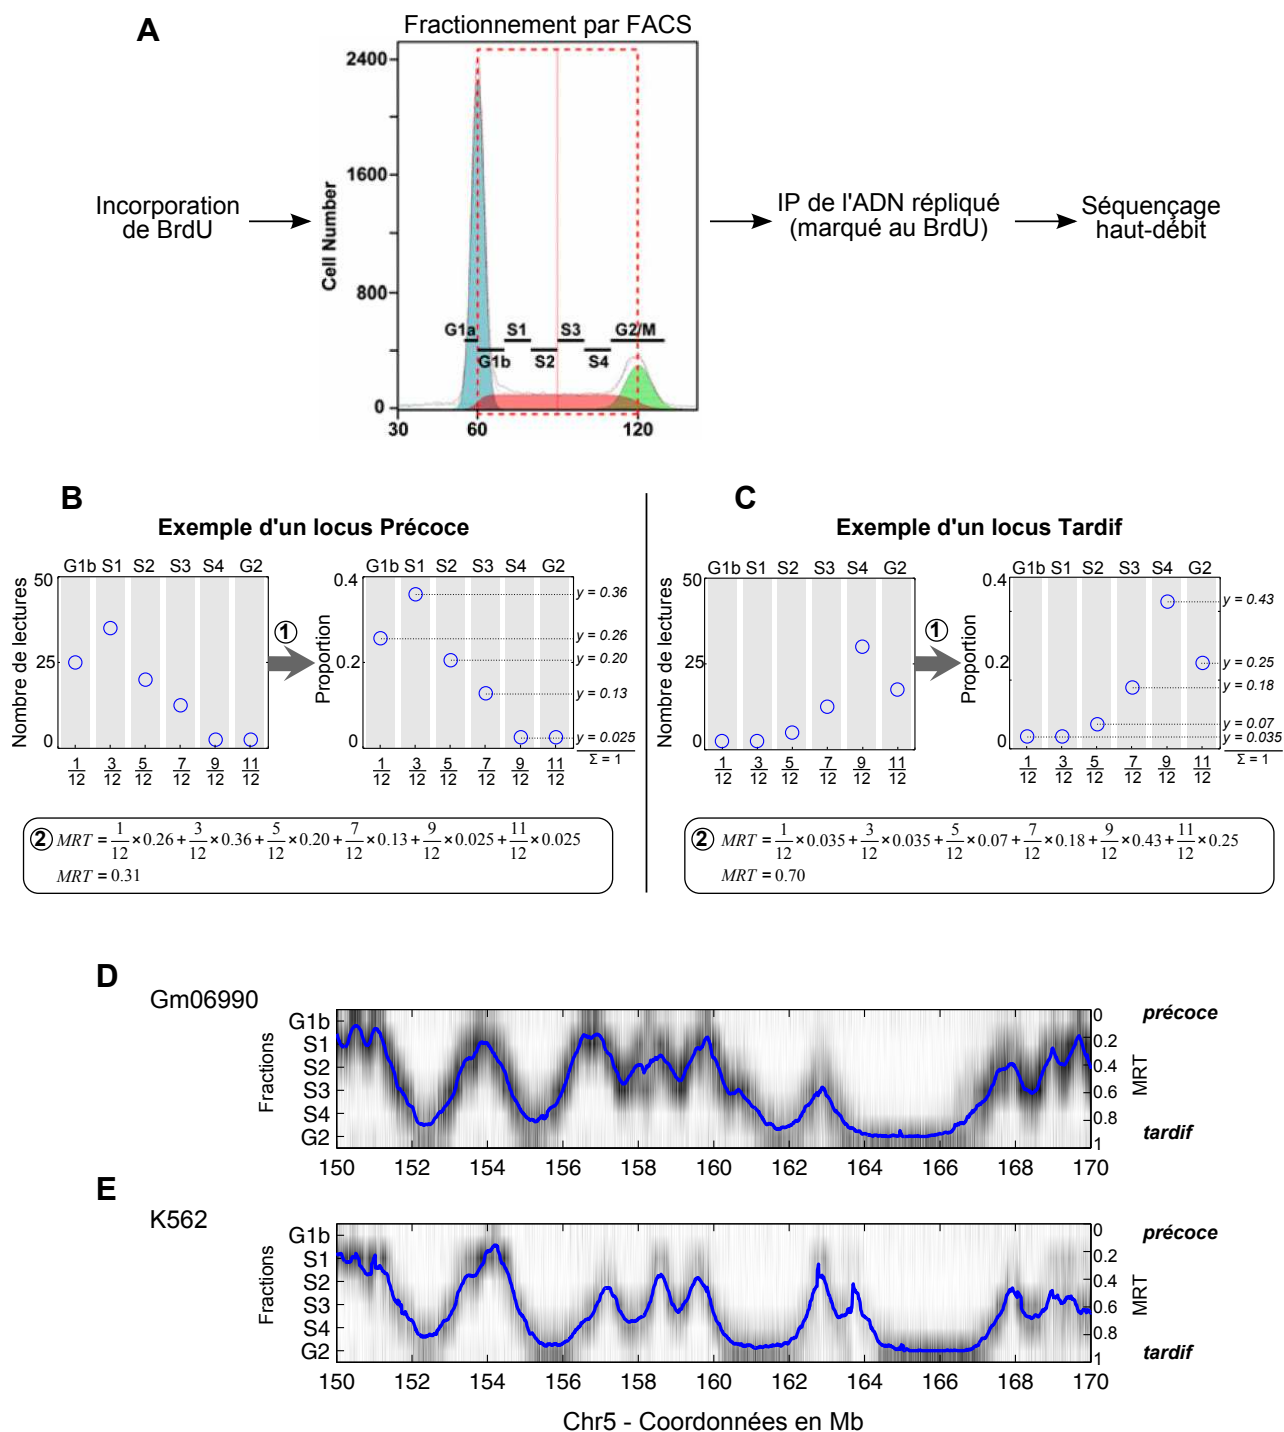 A
Fractionnement par FACS
2400
1600
800
0
Cell Number
G1a
S1
S3
G2/M
G1b
S2
S4
30
60
120
Incorporation
de BrdU
IP de l'ADN répliqué
(marqué au BrdU)
Séquençage
haut-débit
B
Exemple d'un locus Précoce
G1b S1 S2 S3 S4 G2
Nombre de lectures
50
25
0
1/12 3/12 5/12 7/12 9/12 11/12
1
G1b S1 S2 S3 S4 G2
Proportion
0.4
0.2
0
y = 0.36
y = 0.26
y = 0.20
y = 0.13
y = 0.025
Σ = 1
1/12 3/12 5/12 7/12 9/12 11/12
2 MRT = 1/12 × 0.26 + 3/12 × 0.36 + 5/12 × 0.20 + 7/12 × 0.13 + 9/12 × 0.025 + 11/12 × 0.025
MRT = 0.31
C
Exemple d'un locus Tardif
G1b S1 S2 S3 S4 G2
Nombre de lectures
50
25
0
1/12 3/12 5/12 7/12 9/12 11/12
1
G1b S1 S2 S3 S4 G2
Proportion
0.4
0.2
0
y = 0.43
y = 0.25
y = 0.18
y = 0.07
y = 0.035
Σ = 1
1/12 3/12 5/12 7/12 9/12 11/12
2 MRT = 1/12 × 0.035 + 3/12 × 0.035 + 5/12 × 0.07 + 7/12 × 0.18 + 9/12 × 0.43 + 11/12 × 0.25
MRT = 0.70
D
Gm06990
Fractions
G1b
S1
S2
S3
S4
G2
0
0.2
0.4
0.6
0.8
1
MRT
précoce
tardif
150 152 154 156 158 160 162 164 166 168 170
E
K562
Fractions
G1b
S1
S2
S3
S4
G2
0
0.2
0.4
0.6
0.8
1
MRT
précoce
tardif
150 152 154 156 158 160 162 164 166 168 170
Chr5 - Coordonnées en Mb